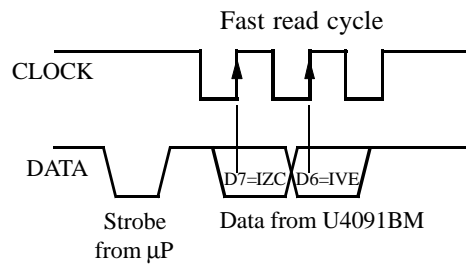 Fast read cycle
CLOCK
DATA
D7=IZC
D6=IVE
Strobe
from μP
Data from U4091BM